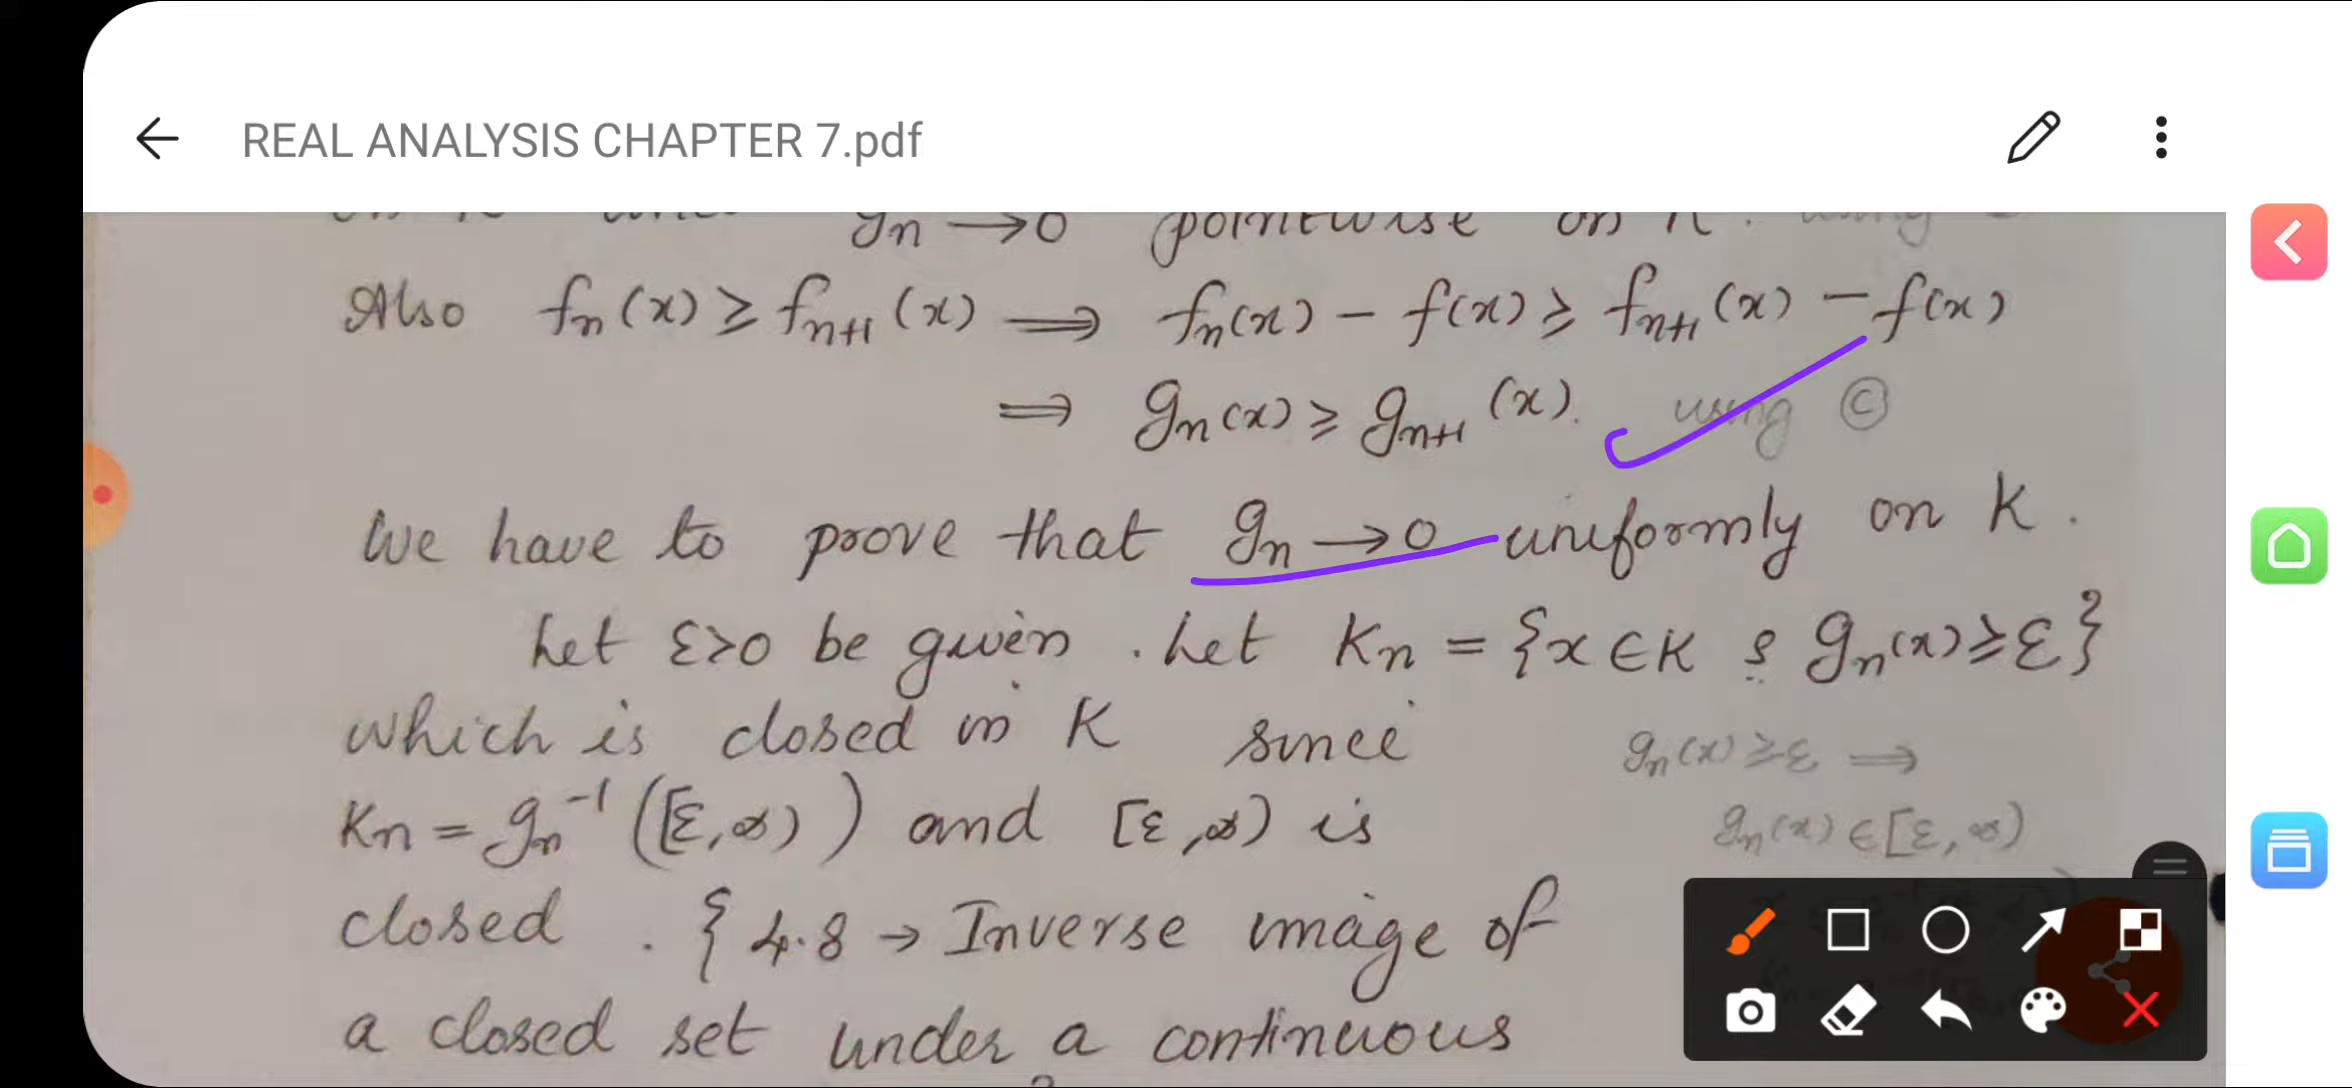 REAL ANALYSIS CHAPTER 7.pdf
gn → 0 pointwise on K. using
Also fn(x) ≥ fn+1(x) ⟹ fn(x) − f(x) ≥ fn+1(x) − f(x)
⟹ gn(x) ≥ gn+1(x). using ©
We have to prove that gn → 0 uniformly on K.
Let ε>0 be given. Let Kn = {x ∈ K : gn(x) ≥ ε}
which is closed in K since
gn(x) ≥ ε ⟹
Kn = gn⁻¹([ε,∞)) and [ε,∞) is
gn(x) ∈ [ε,∞)
closed. { 4.8 → Inverse image of
a closed set under a continuous